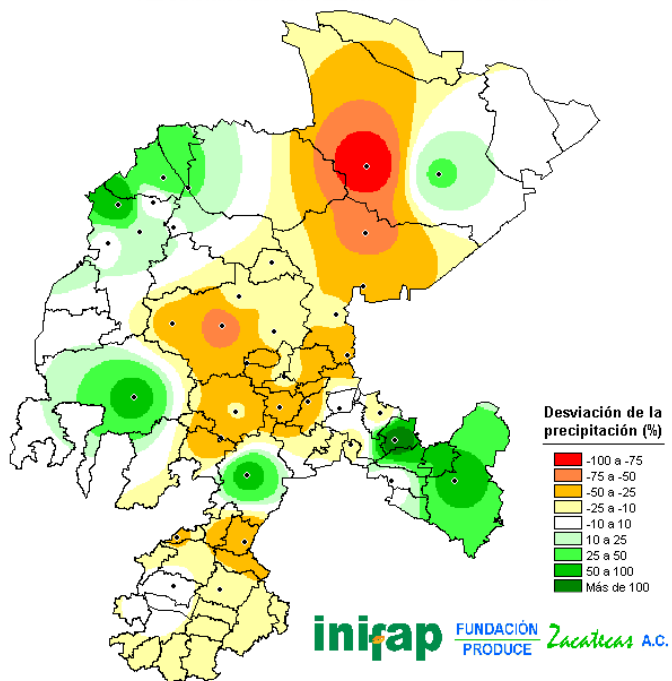 Desviación de la
precipitación (%)
-100 a -75
-75 a -50
-50 a -25
-25 a -10
-10 a 10
10 a 25
25 a 50
50 a 100
Más de 100
inifap
FUNDACIÓN
PRODUCE
Zacatecas A.C.